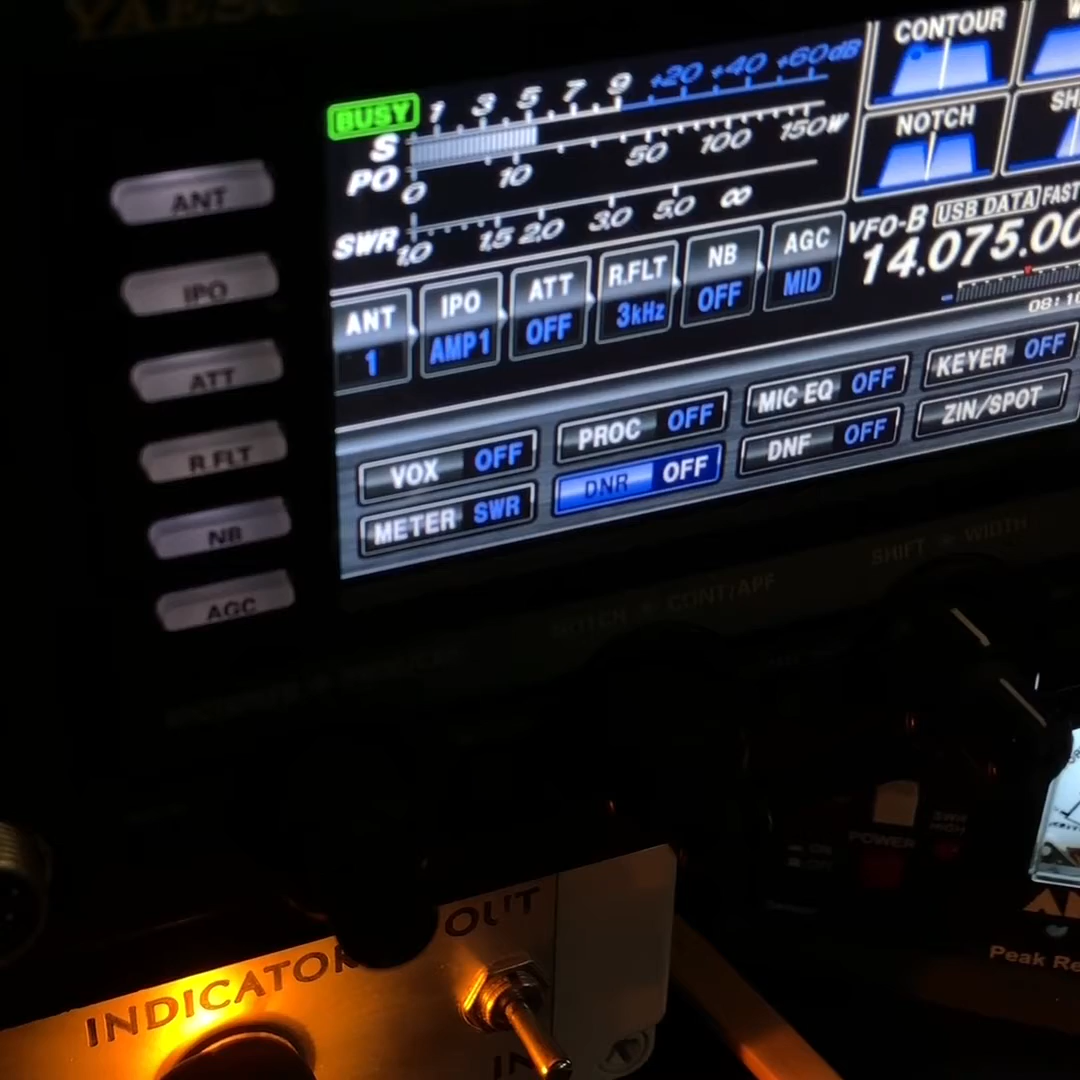 YAESU
CONTOUR
BUSY 1 3 5 7 9 +20 +40 +60dB
S
PO 0 10 50 100 150W
NOTCH
SWR 1.0 1.5 2.0 3.0 5.0 ∞
ANT
IPO
ATT
R.FLT
NB
AGC
ANT 1
IPO AMP1
ATT OFF
R.FLT 3kHz
NB OFF
AGC MID
VFO-B USB DATA FAST
14.075.00
VOX OFF
PROC OFF
MIC EQ OFF
KEYER OFF
METER SWR
DNR OFF
DNF OFF
ZIN/SPOT
CONT/APF
SHIFT WIDTH
POWER
Peak
INDICATOR
OUT
IN